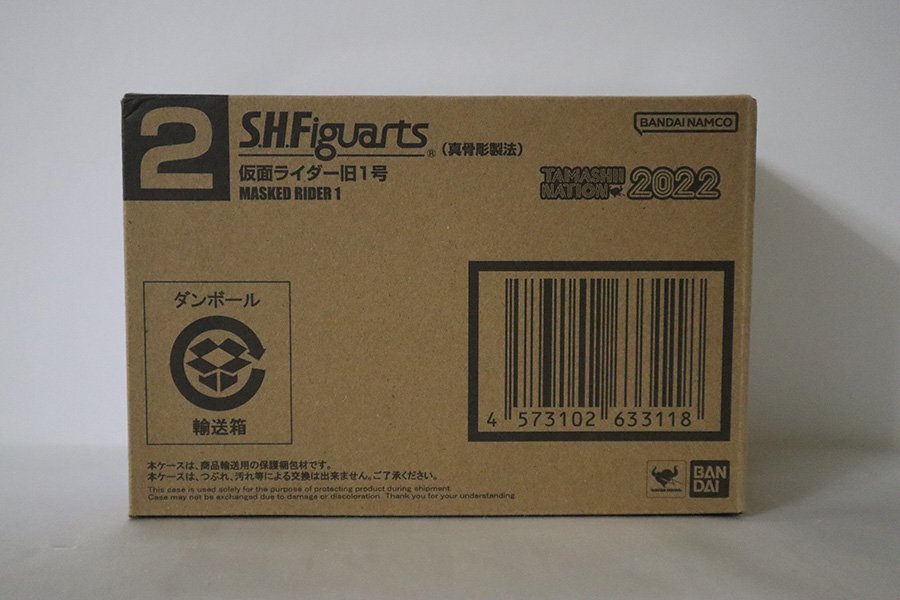 2
S.H.Figuarts® (真骨彫製法)
仮面ライダー旧1号
MASKED RIDER 1
BANDAI NAMCO
TAMASHII
NATION 2022
ダンボール
輸送箱
4 573102 633118
本ケースは、商品輸送用の保護梱包材です。
本ケースは、つぶれ、汚れ等による交換は出来ません。ご了承ください。
This case is used solely for the purpose of protecting product during shipment.
Case may not be exchanged due to damage or discoloration. Thank you for your understanding.
BAN
DAI